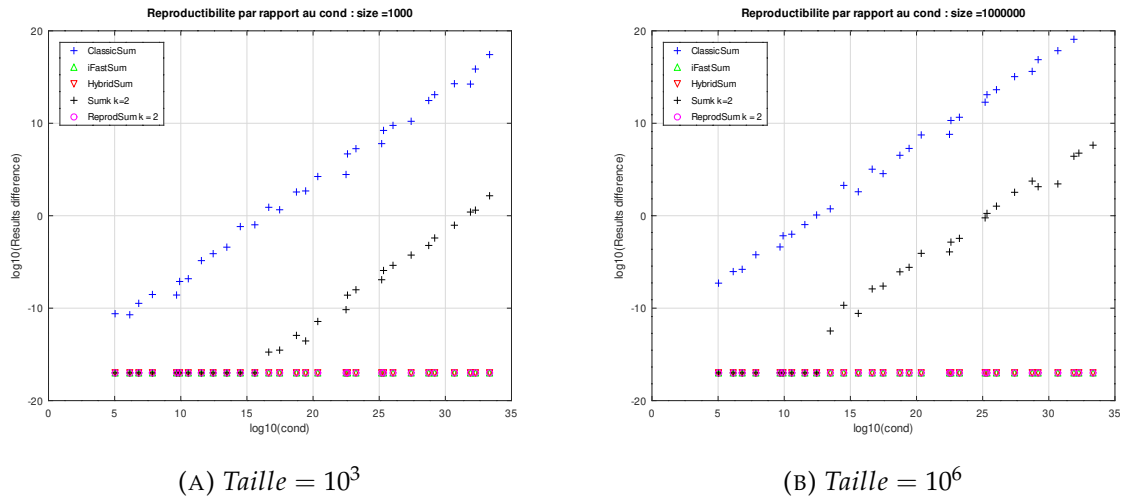 Reproductibilite par rapport au cond : size =1000
20
10
0
-10
-20
0
5
10
15
20
25
30
35
log10(Results difference)
log10(cond)
ClassicSum
iFastSum
HybridSum
Sumk k=2
ReprodSum k = 2
(A) Taille = 10³
Reproductibilite par rapport au cond : size =1000000
20
10
0
-10
-20
0
5
10
15
20
25
30
35
log10(Results difference)
log10(cond)
ClassicSum
iFastSum
HybridSum
Sumk k=2
ReprodSum k = 2
(B) Taille = 10⁶